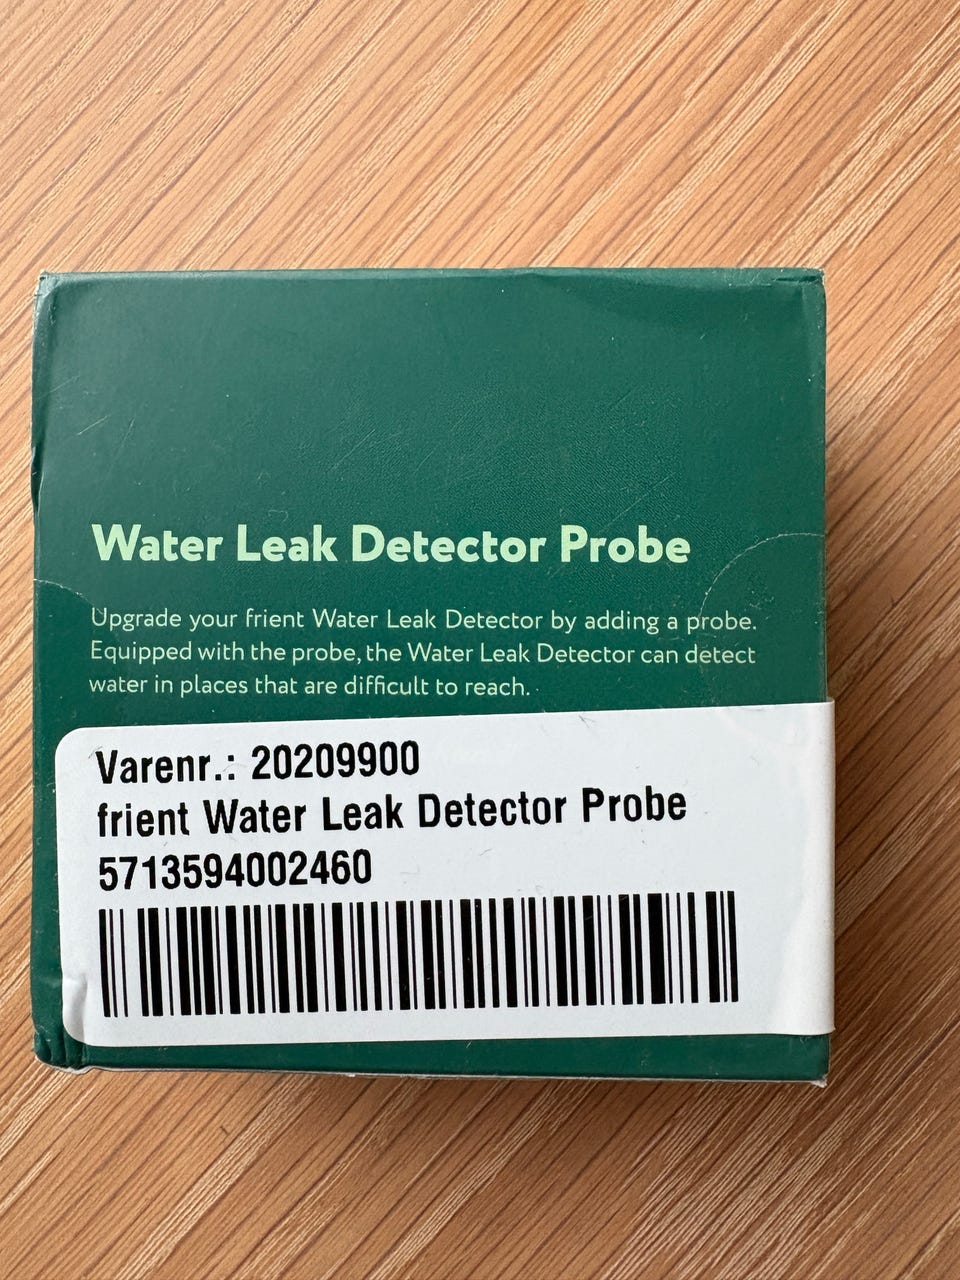 Water Leak Detector Probe
Upgrade your frient Water Leak Detector by adding a probe.
Equipped with the probe, the Water Leak Detector can detect
water in places that are difficult to reach.
Varenr.: 20209900
frient Water Leak Detector Probe
5713594002460